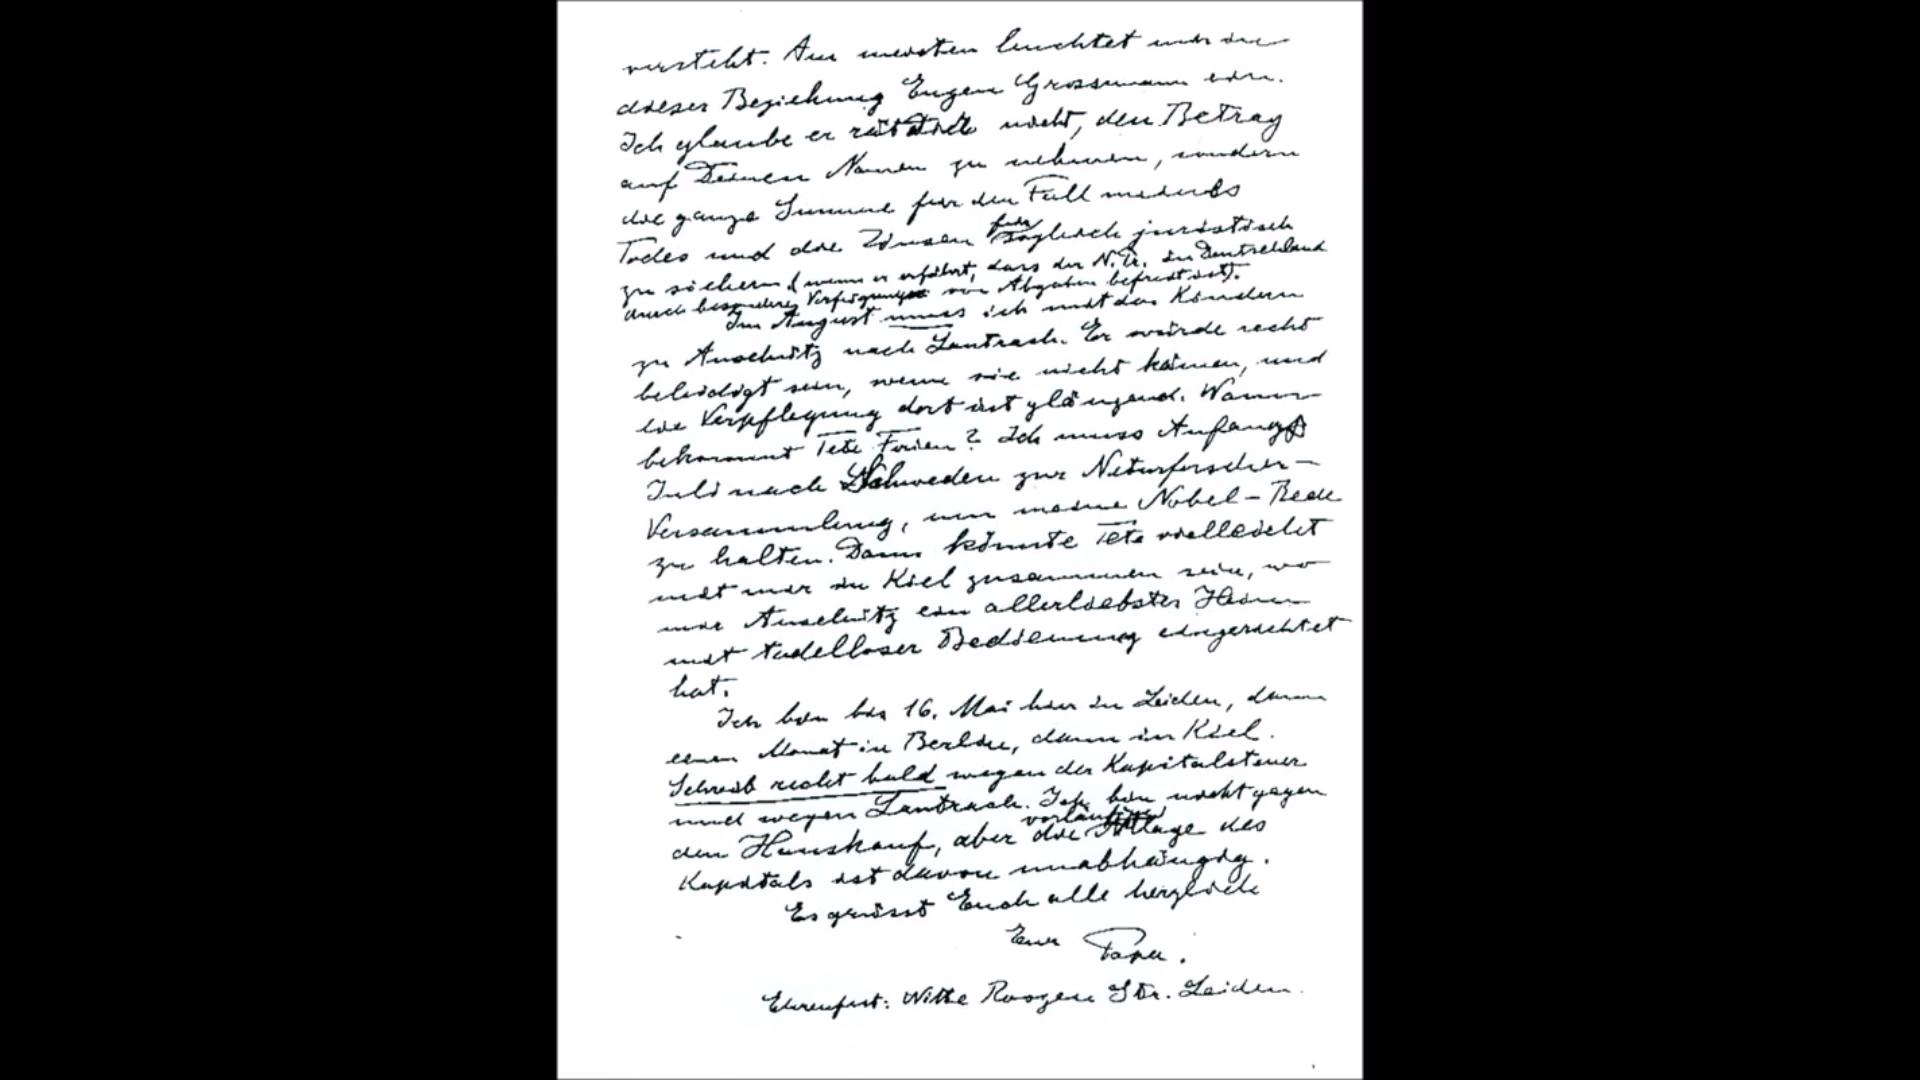 versteht. Am meisten leuchtet mir in
dieser Beziehung Eugen Grossmann ein.
Ich glaube er rät Dich nicht, den Betrag
auf Deinen Namen zu nehmen, sondern
die ganze Summe für den Fall meines
Todes und die Zinsen für sogleich juristisch
zu sichern (wenn er erfährt, dass der N. Pr. in Deutschland
durch besondere Verfügung von Abgaben befreit ist).
Im August muss ich mit den Kindern
zu Anschütz nach Lautrach. Er würde recht
beleidigt sein, wenn sie nicht kämen, und
die Verpflegung dort ist glänzend. Wann
bekommt Tete Ferien? Ich muss Anfangs
Juli nach Schweden zur Naturforscher-
Versammlung, um meine Nobel-Rede
zu halten. Dann könnte Tete vielleicht
mit mir in Kiel zusammen sein, wo
mir Anschütz ein allerliebstes Heim
mit tadelloser Bedienung eingerichtet
hat.
Ich bin bis 16. Mai hier in Leiden, dann
einen Monat in Berlin, dann in Kiel.
Schreib recht bald wegen der Kapitalsteuer
und wegen Lautrach. Ich bin nicht gegen
den Hauskauf, aber die vorläufige Anlage des
Kapitals ist davon unabhängig.
Es grüsst Euch alle herzlich
Euer Papa.
Ehrenfest: Witte Roozen Str. Leiden.